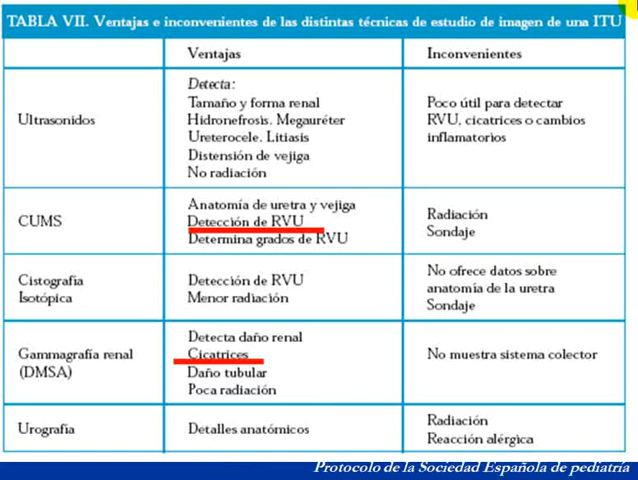 TABLA VII. Ventajas e inconvenientes de las distintas técnicas de estudio de imagen de una ITU
Ventajas
Inconvenientes
Ultrasonidos
Detecta:
Tamaño y forma renal
Hidronefrosis. Megauréter
Ureterocele. Litiasis
Distensión de vejiga
No radiación
Poco útil para detectar
RVU, cicatrices o cambios
inflamatorios
CUMS
Anatomía de uretra y vejiga
Detección de RVU
Determina grados de RVU
Radiación
Sondaje
Cistografía
Isotópica
Detección de RVU
Menor radiación
No ofrece datos sobre
anatomía de la uretra
Sondaje
Gammagrafía renal
(DMSA)
Detecta daño renal
Cicatrices
Daño tubular
Poca radiación
No muestra sistema colector
Urografía
Detalles anatómicos
Radiación
Reacción alérgica
Protocolo de la Sociedad Española de pediatría